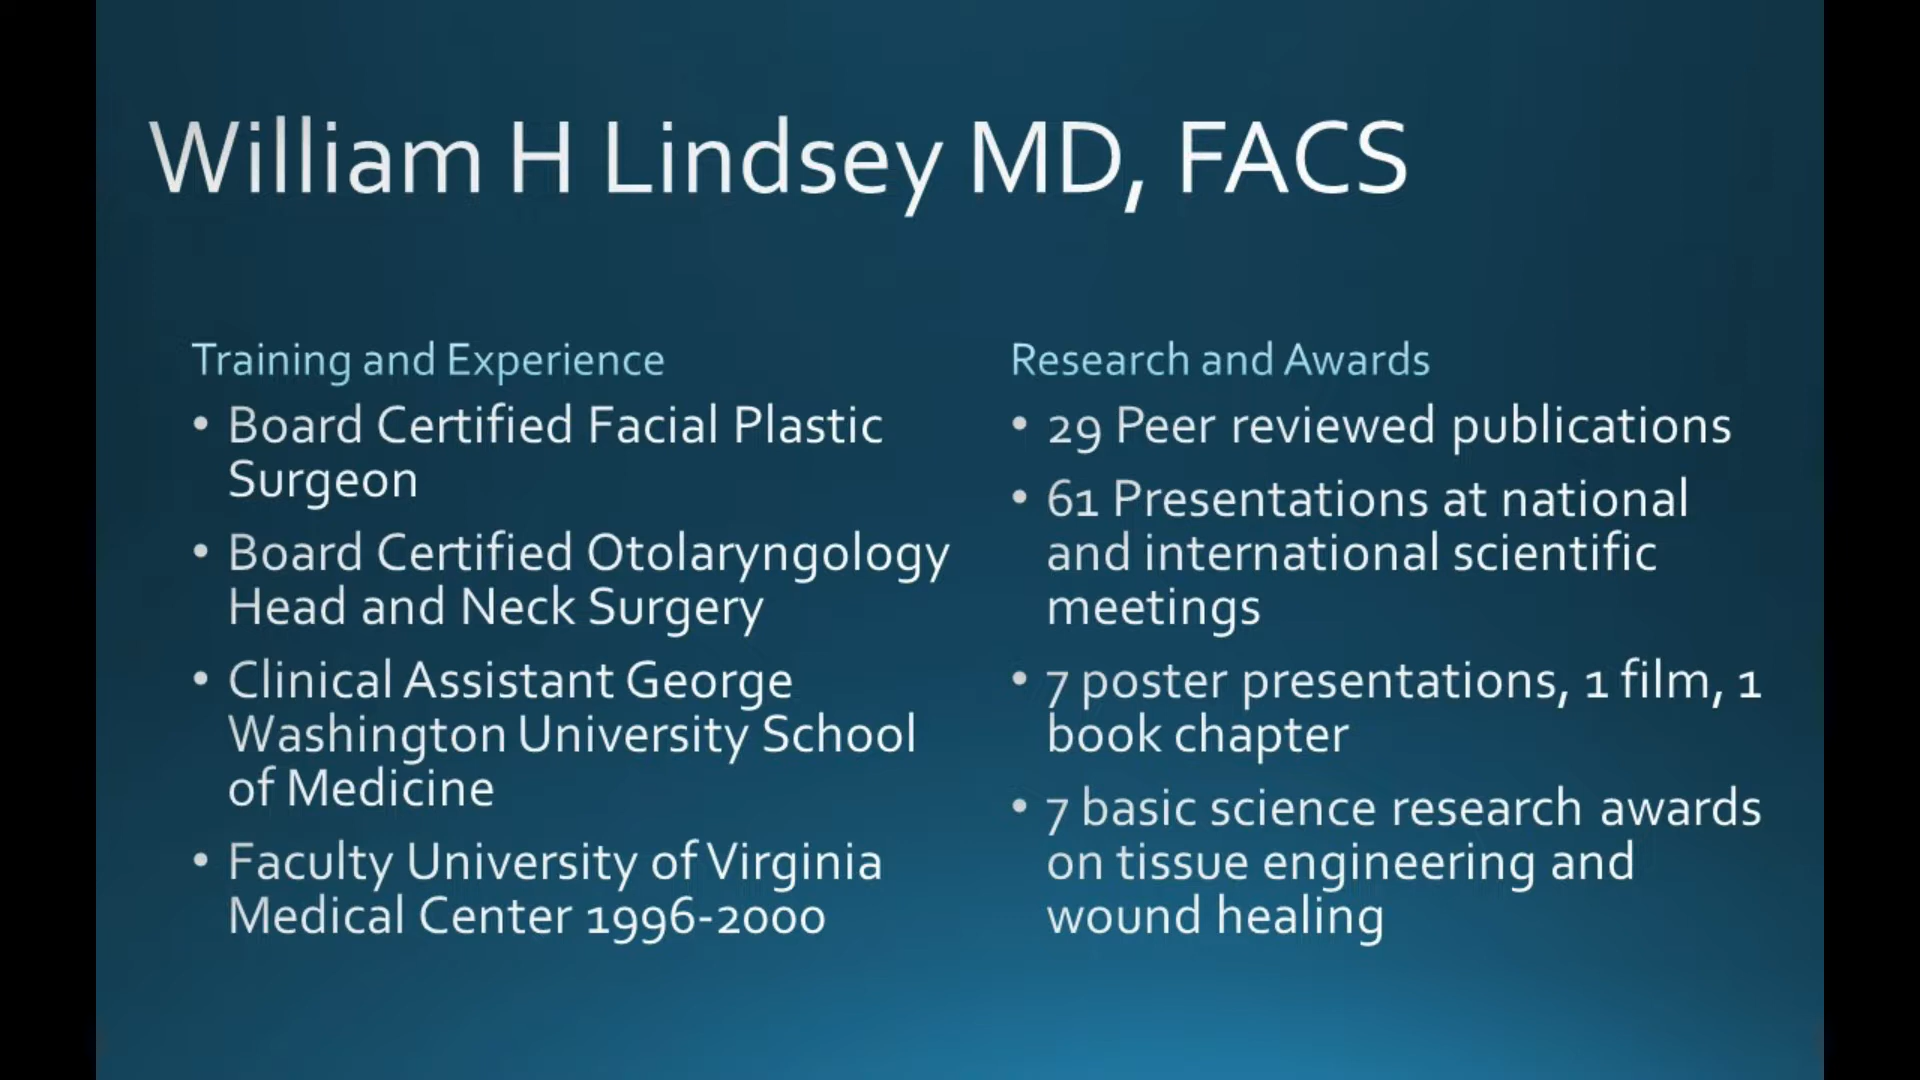 William H Lindsey MD, FACS
Training and Experience
• Board Certified Facial Plastic
Surgeon
• Board Certified Otolaryngology
Head and Neck Surgery
• Clinical Assistant George
Washington University School
of Medicine
• Faculty University of Virginia
Medical Center 1996-2000
Research and Awards
• 29 Peer reviewed publications
• 61 Presentations at national
and international scientific
meetings
• 7 poster presentations, 1 film, 1
book chapter
• 7 basic science research awards
on tissue engineering and
wound healing